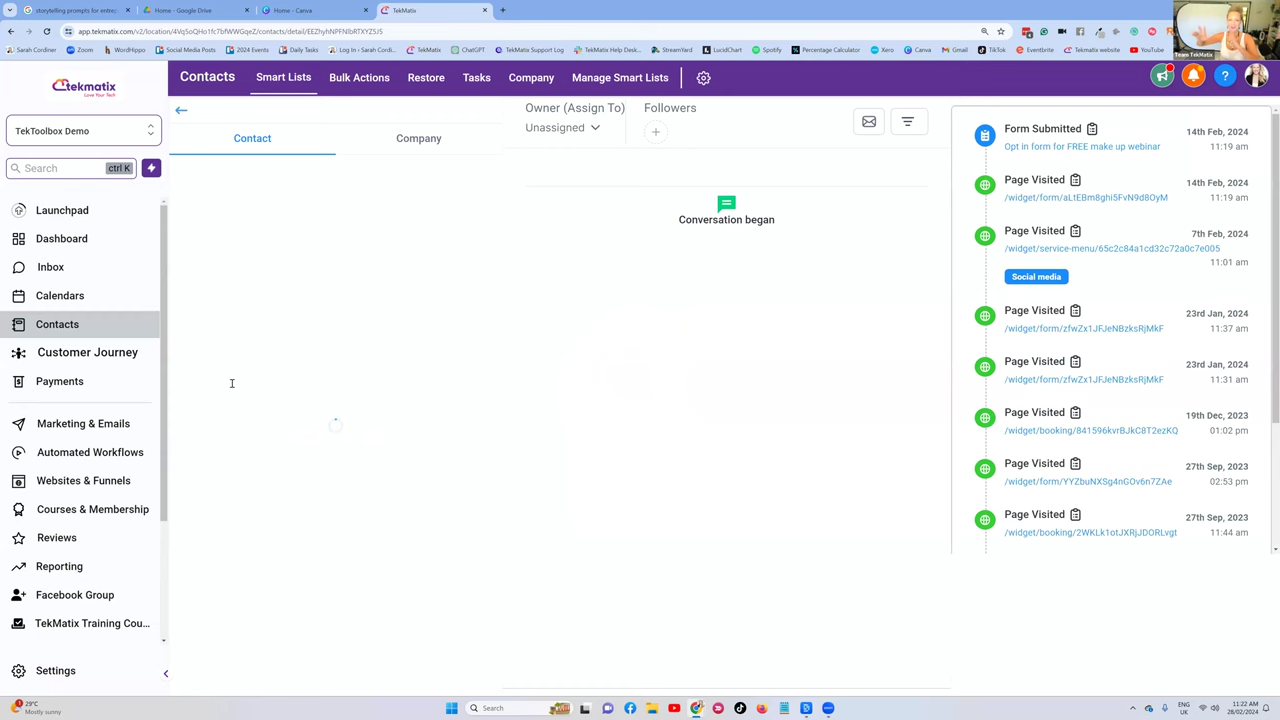 storytelling prompts for entrep
Home - Google Drive
Home - Canva
TekMatix
app.tekmatix.com/v2/location/4VqSoQHo1fc7bfWWGqeZ/contacts/detail/EEZhyhNPFNlbRTXYZSJ5
Sarah Cordiner
Zoom
WordHippo
Social Media Posts
2024 Events
Daily Tasks
Log In ‹ Sarah Cordi...
TekMatix
ChatGPT
TekMatix Support Log
TekMatix Help Desk...
StreamYard
LucidChart
Spotify
Percentage Calculator
Xero
Canva
Gmail
TikTok
Eventbrite
Tekmatix website
YouTube
Team TekMatix
tekmatix
Love Your Tech
Contacts
Smart Lists
Bulk Actions
Restore
Tasks
Company
Manage Smart Lists
TekToolbox Demo
Search
ctrl K
Launchpad
Dashboard
Inbox
Calendars
Contacts
Customer Journey
Payments
Marketing & Emails
Automated Workflows
Websites & Funnels
Courses & Membership
Reviews
Reporting
Facebook Group
TekMatix Training Cou...
Settings
Contact
Company
Owner (Assign To)
Followers
Unassigned
Conversation began
Form Submitted
14th Feb, 2024
Opt in form for FREE make up webinar
11:19 am
Page Visited
14th Feb, 2024
/widget/form/aLtEBm8ghi5FvN9d8OyM
11:19 am
Page Visited
7th Feb, 2024
/widget/service-menu/65c2c84a1cd32c72a0c7e005
11:01 am
Social media
Page Visited
23rd Jan, 2024
/widget/form/zfwZx1JFJeNBzksRjMkF
11:37 am
Page Visited
23rd Jan, 2024
/widget/form/zfwZx1JFJeNBzksRjMkF
11:31 am
Page Visited
19th Dec, 2023
/widget/booking/841596kvrBJkC8T2ezKQ
01:02 pm
Page Visited
27th Sep, 2023
/widget/form/YYZbuNXSg4nGOv6n7ZAe
02:53 pm
Page Visited
27th Sep, 2023
/widget/booking/2WKLk1otJXRjJDORLvgt
11:44 am
29°C
Mostly sunny
Search
ENG
UK
11:22 AM
28/02/2024